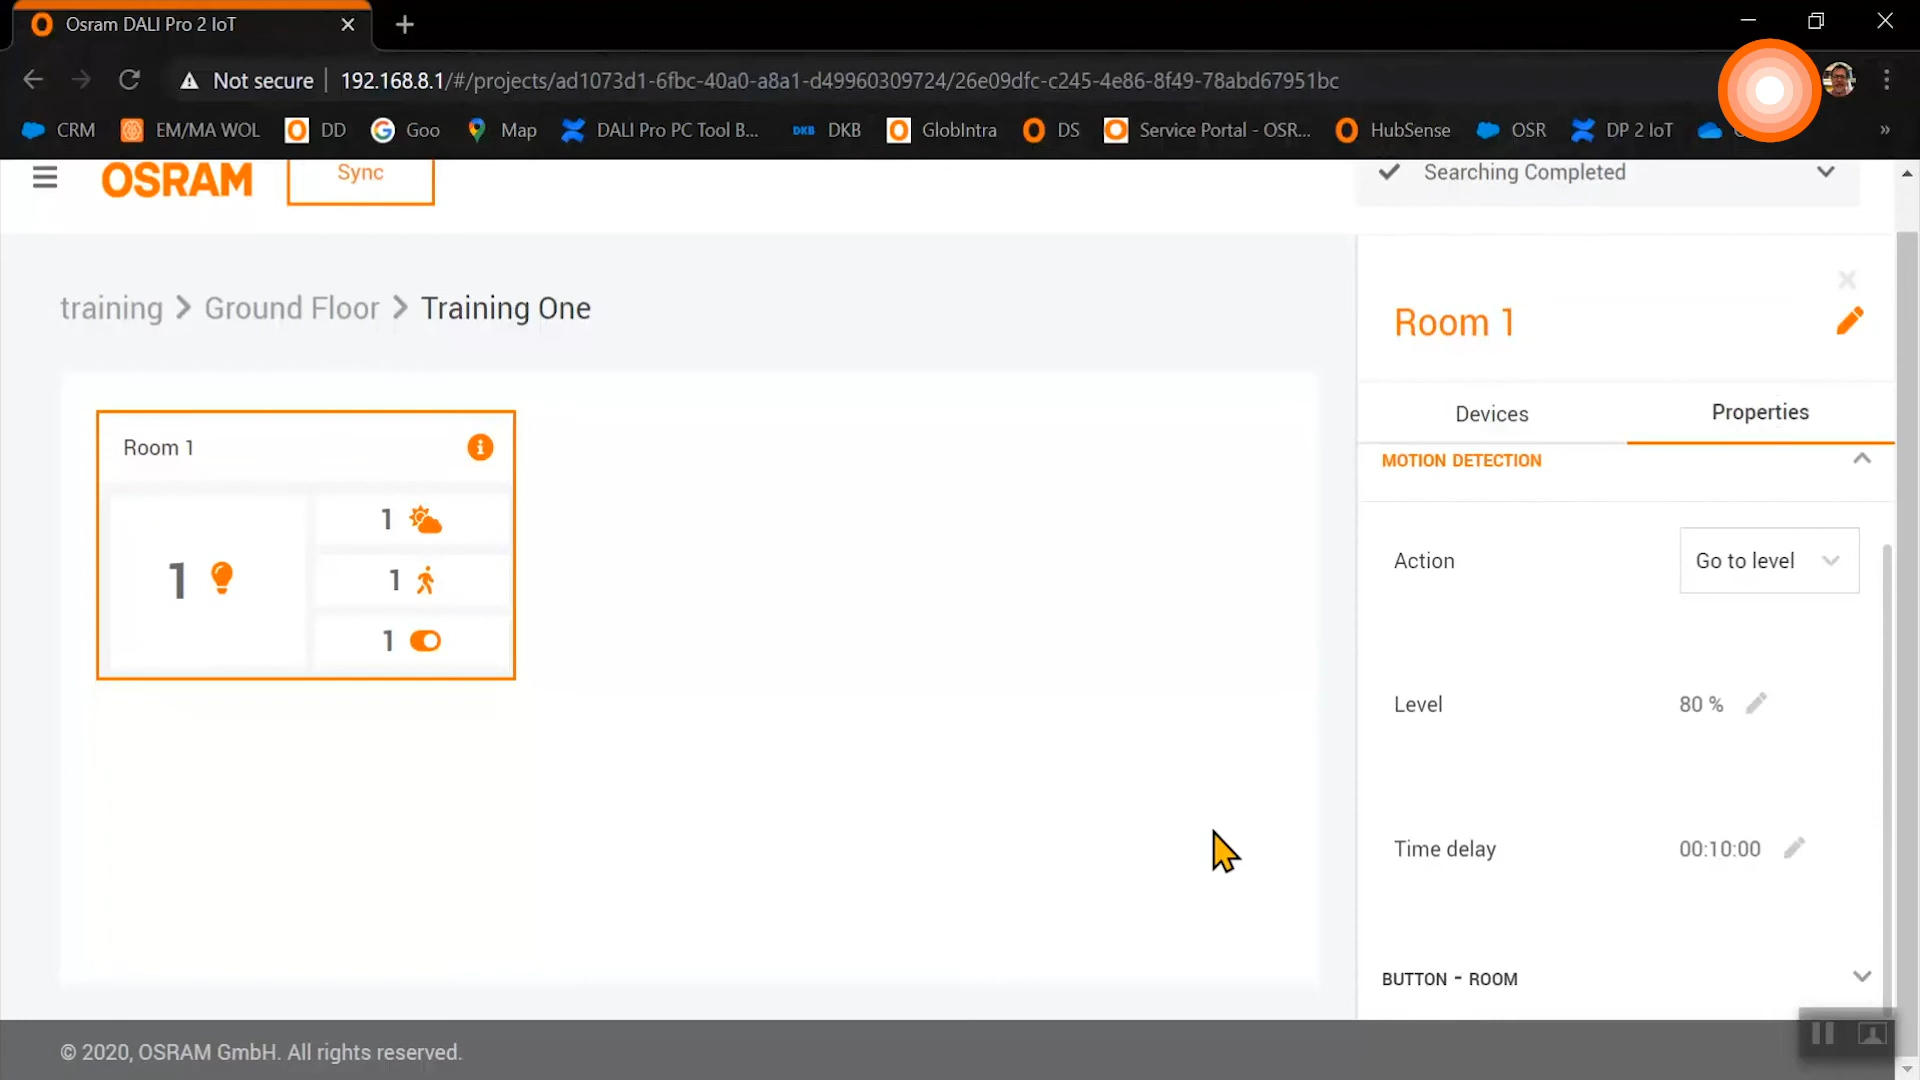 Osram DALI Pro 2 IoT
Not secure
192.168.8.1/#/projects/ad1073d1-6fbc-40a0-a8a1-d49960309724/26e09dfc-c245-4e86-8f49-78abd67951bc
CRM EM/MA WOL DD Goo Map DALI Pro PC Tool B... DKB DKB GlobIntra DS Service Portal - OSR... HubSense OSR DP 2 IoT
OSRAM
Sync
Searching Completed
training > Ground Floor > Training One
Room 1
1
1
1
1
Room 1
Devices
Properties
MOTION DETECTION
Action
Go to level
Level
80 %
Time delay
00:10:00
BUTTON - ROOM
© 2020, OSRAM GmbH. All rights reserved.